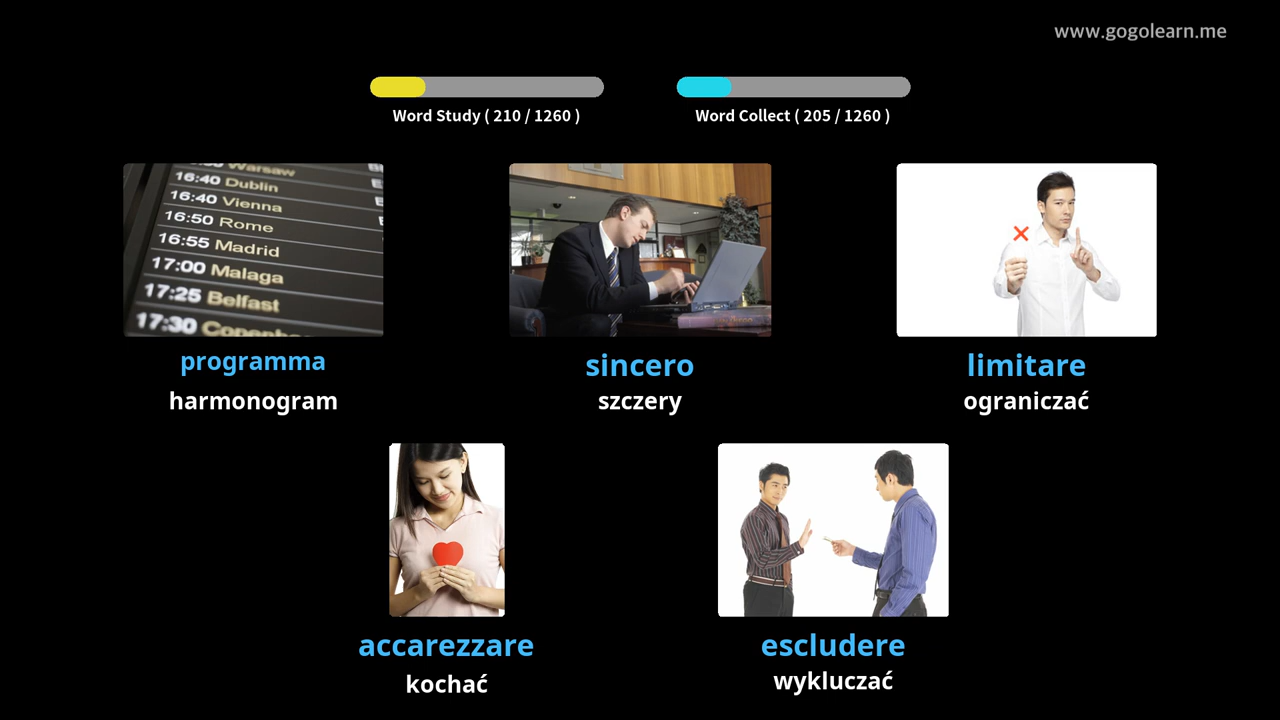 www.gogolearn.me
Word Study ( 210 / 1260 )
Word Collect ( 205 / 1260 )
Warsaw
16:40 Dublin
16:40 Vienna
16:50 Rome
16:55 Madrid
17:00 Malaga
17:25 Belfast
17:30
programma
harmonogram
sincero
szczery
limitare
ograniczać
accarezzare
kochać
escludere
wykluczać